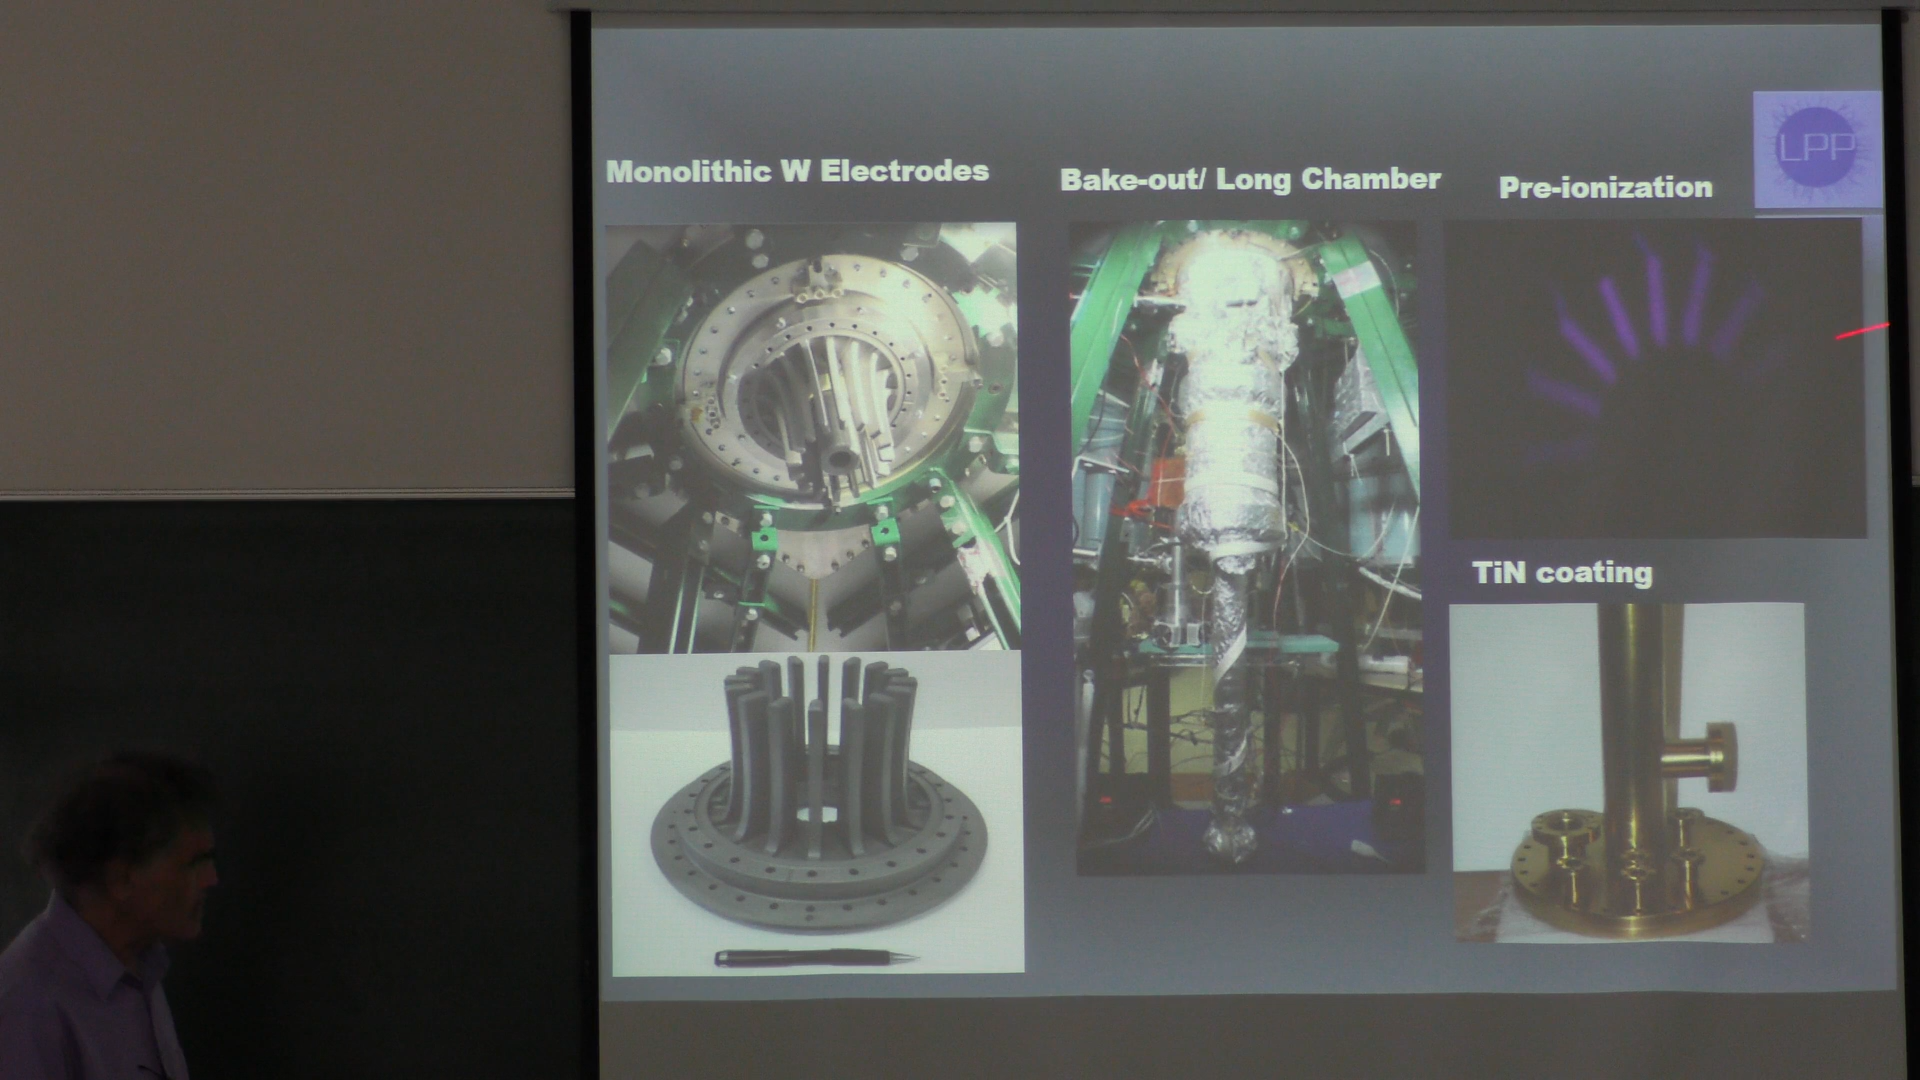 LPP
Monolithic W Electrodes
Bake-out/ Long Chamber
Pre-ionization
TiN coating